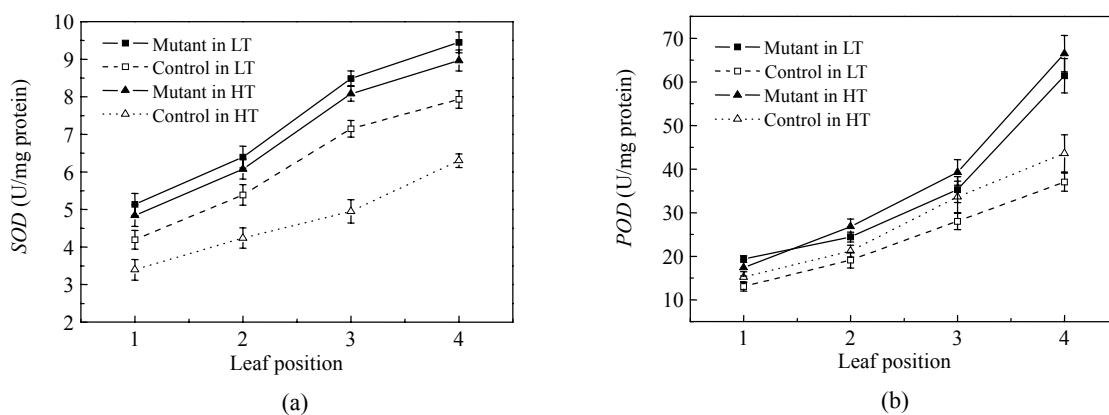 10
9
8
7
6
5
4
3
2
SOD (U/mg protein)
Mutant in LT
Control in LT
Mutant in HT
Control in HT
1 2 3 4
Leaf position
(a)
70
60
50
40
30
20
10
POD (U/mg protein)
Mutant in LT
Control in LT
Mutant in HT
Control in HT
1 2 3 4
Leaf position
(b)